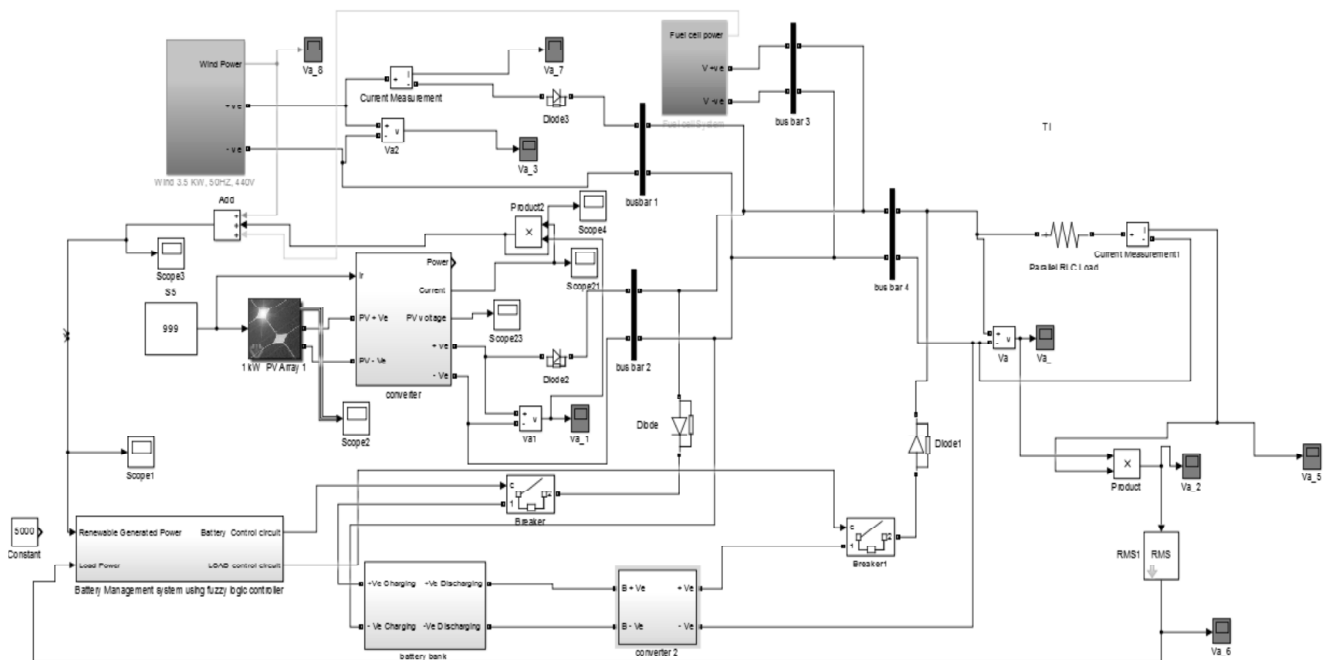 Fuel cell power
Wind Power
Va_8
Va_7
V +ve
V -ve
+ ve
- ve
Current Measurement
Diode3
Va2
Va_3
Fuel cell System
bus bar 3
TI
Wind 3.5 KW, 50HZ, 440V
busbar 1
Add
Product2
Scope4
Scope3
Power
Ir
Current
Scope21
bus bar 4
Current Measurement1
Parallel RLC Load
S5
999
PV +Ve
PV voltage
Scope23
PV - Ve
+ ve
- Ve
1 kW PV Array 1
converter
Diode2
bus bar 2
Va
Va_
Scope2
va1
va_1
Diode
Diode1
Scope1
Product
Va_2
Va_5
Breaker
5000
Constant
Renewable Generated Power
Battery Control circuit
Load Power
LOAD control circuit
Battery Management system using fuzzy logic controller
Breaker1
RMS1
RMS
+Ve Charging
+Ve Discharging
- Ve Charging
-Ve Discharging
battery bank
B + Ve
+ Ve
B - Ve
- Ve
converter 2
Va_6